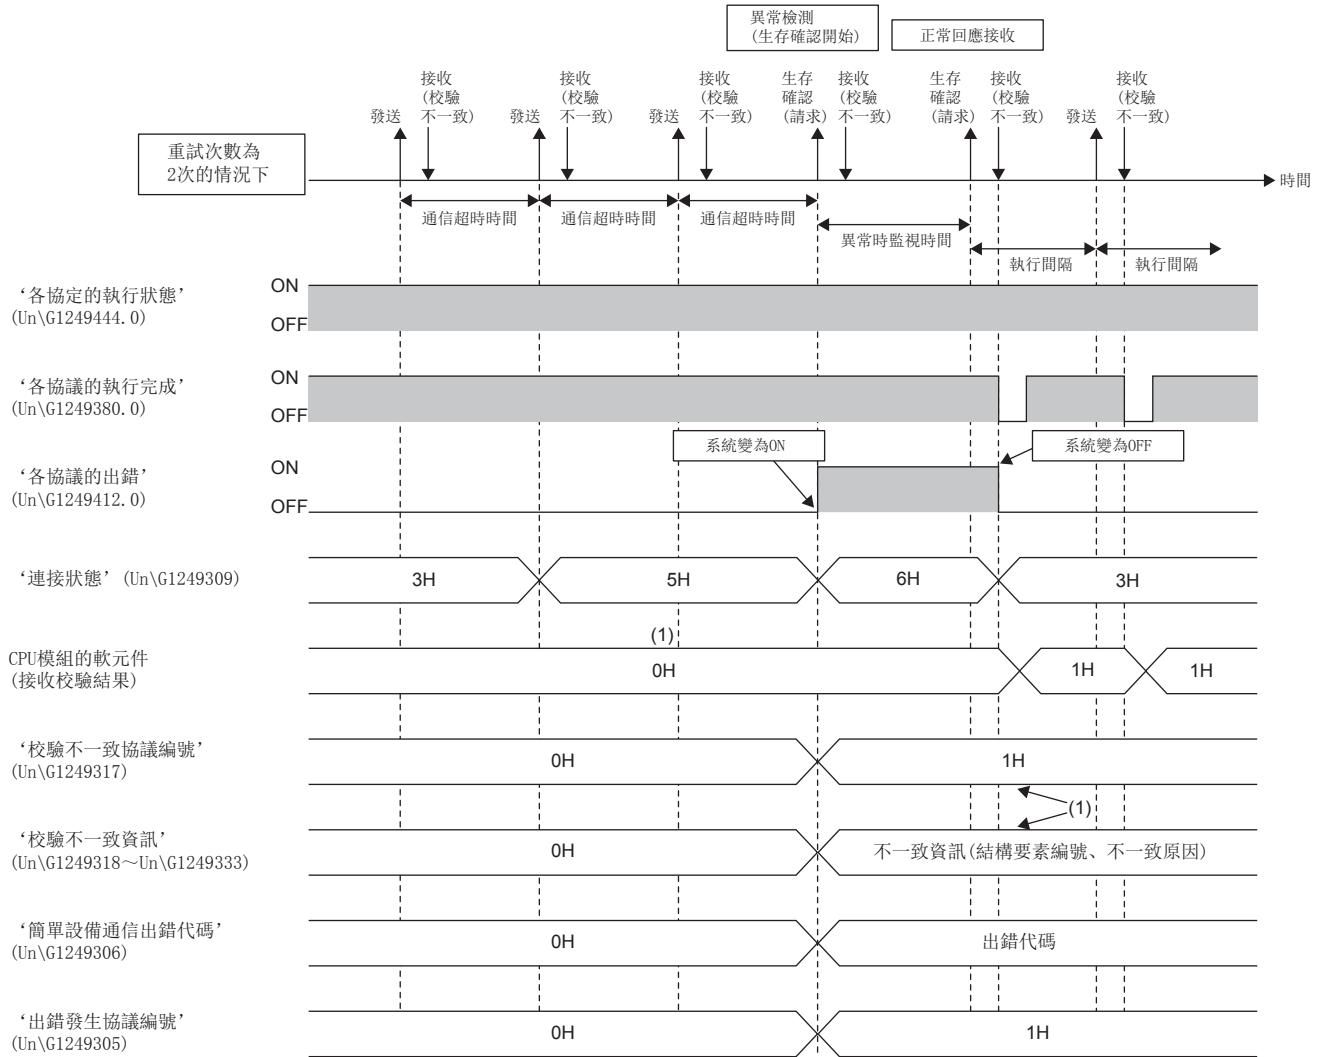 異常檢測
(生存確認開始)
正常回應接收
發送
接收
(校驗
不一致)
發送
接收
(校驗
不一致)
發送
接收
(校驗
不一致)
生存
確認
(請求)
接收
(校驗
不一致)
生存
確認
(請求)
接收
(校驗
不一致)
發送
接收
(校驗
不一致)
重試次數為
2次的情況下
時間
通信超時時間
通信超時時間
通信超時時間
異常時監視時間
執行間隔
執行間隔
‘各協定的執行狀態’
(Un\G1249444.0)
ON
OFF
‘各協議的執行完成’
(Un\G1249380.0)
ON
OFF
系統變為ON
系統變為OFF
‘各協議的出錯’
(Un\G1249412.0)
ON
OFF
‘連接狀態’(Un\G1249309)
3H
5H
6H
3H
(1)
CPU模組的軟元件
(接收校驗結果)
0H
1H
1H
‘校驗不一致協議編號’
(Un\G1249317)
0H
1H
(1)
‘校驗不一致資訊’
(Un\G1249318～Un\G1249333)
0H
不一致資訊(結構要素編號、不一致原因)
‘簡單設備通信出錯代碼’
(Un\G1249306)
0H
出錯代碼
‘出錯發生協議編號’
(Un\G1249305)
0H
1H